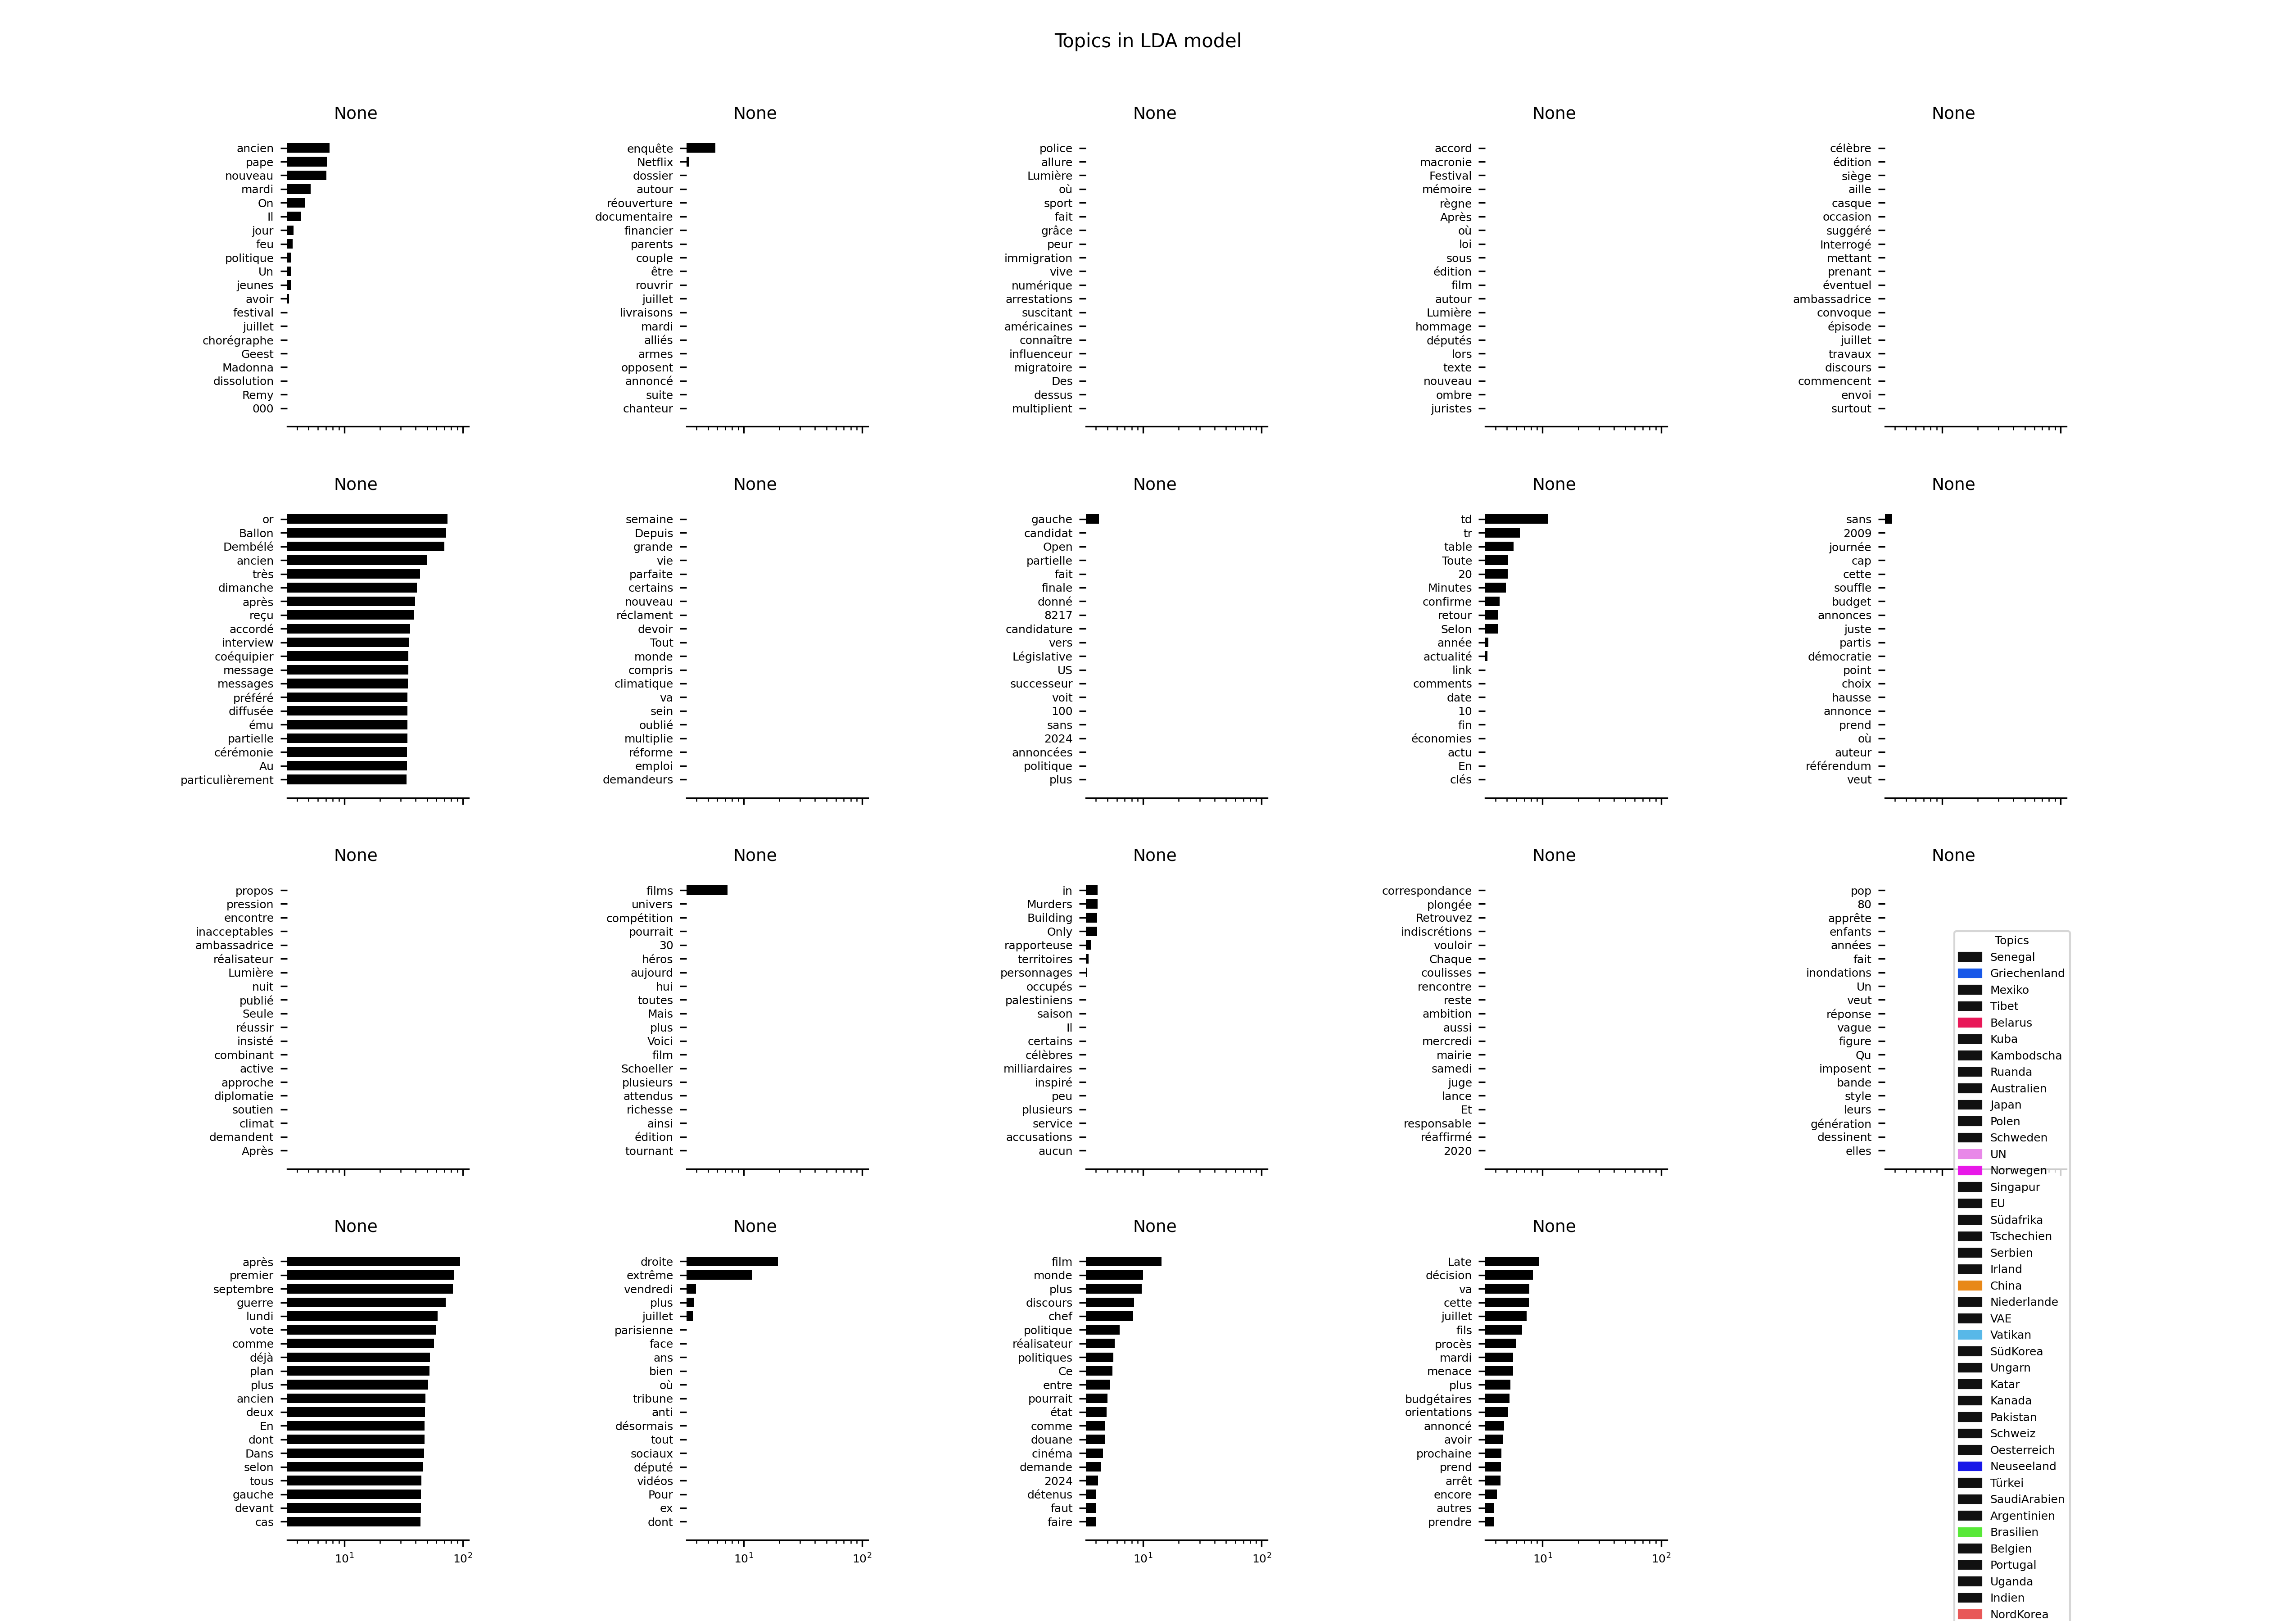 Topics in LDA model
None
ancien
pape
nouveau
mardi
On
Il
jour
feu
politique
Un
jeunes
avoir
festival
juillet
chorégraphe
Geest
Madonna
dissolution
Remy
000
None
enquête
Netflix
dossier
autour
réouverture
documentaire
financier
parents
couple
être
rouvrir
juillet
livraisons
mardi
alliés
armes
opposent
annoncé
suite
chanteur
None
police
allure
Lumière
où
sport
fait
grâce
peur
immigration
vive
numérique
arrestations
suscitant
américaines
connaître
influenceur
migratoire
Des
dessus
multiplient
None
accord
macronie
Festival
mémoire
règne
Après
où
loi
sous
édition
film
autour
Lumière
hommage
députés
lors
texte
nouveau
ombre
juristes
None
célèbre
édition
siège
aille
casque
occasion
suggéré
Interrogé
mettant
prenant
éventuel
ambassadrice
convoque
épisode
juillet
travaux
discours
commencent
envoi
surtout
None
or
Ballon
Dembélé
ancien
très
dimanche
après
reçu
accordé
interview
coéquipier
message
messages
préféré
diffusée
ému
partielle
cérémonie
Au
particulièrement
None
semaine
Depuis
grande
vie
parfaite
certains
nouveau
réclament
devoir
Tout
monde
compris
climatique
va
sein
oublié
multiplie
réforme
emploi
demandeurs
None
gauche
candidat
Open
partielle
fait
finale
donné
8217
candidature
vers
Législative
US
successeur
voit
100
sans
2024
annoncées
politique
plus
None
td
tr
table
Toute
20
Minutes
confirme
retour
Selon
année
actualité
link
comments
date
10
fin
économies
actu
En
clés
None
sans
2009
journée
cap
cette
souffle
budget
annonces
juste
partis
démocratie
point
choix
hausse
annonce
prend
où
auteur
référendum
veut
None
propos
pression
encontre
inacceptables
ambassadrice
réalisateur
Lumière
nuit
publié
Seule
réussir
insisté
combinant
active
approche
diplomatie
soutien
climat
demandent
Après
None
films
univers
compétition
pourrait
30
héros
aujourd
hui
toutes
Mais
plus
Voici
film
Schoeller
plusieurs
attendus
richesse
ainsi
édition
tournant
None
in
Murders
Building
Only
rapporteuse
territoires
personnages
occupés
palestiniens
saison
Il
certains
célèbres
milliardaires
inspiré
peu
plusieurs
service
accusations
aucun
None
correspondance
plongée
Retrouvez
indiscrétions
vouloir
Chaque
coulisses
rencontre
reste
ambition
aussi
mercredi
mairie
samedi
juge
lance
Et
responsable
réaffirmé
2020
None
pop
80
apprête
enfants
années
fait
inondations
Un
veut
réponse
vague
figure
Qu
imposent
bande
style
leurs
génération
dessinent
elles
None
après
premier
septembre
guerre
lundi
vote
comme
déjà
plan
plus
ancien
deux
En
dont
Dans
selon
tous
gauche
devant
cas
10¹ 10²
None
droite
extrême
vendredi
plus
juillet
parisienne
face
ans
bien
où
tribune
anti
désormais
tout
sociaux
député
vidéos
Pour
ex
dont
10¹ 10²
None
film
monde
plus
discours
chef
politique
réalisateur
politiques
Ce
entre
pourrait
état
comme
douane
cinéma
demande
2024
détenus
faut
faire
10¹ 10²
None
Late
décision
va
cette
juillet
fils
procès
mardi
menace
plus
budgétaires
orientations
annoncé
avoir
prochaine
prend
arrêt
encore
autres
prendre
10¹ 10²
Topics
Senegal
Griechenland
Mexiko
Tibet
Belarus
Kuba
Kambodscha
Ruanda
Australien
Japan
Polen
Schweden
UN
Norwegen
Singapur
EU
Südafrika
Tschechien
Serbien
Irland
China
Niederlande
VAE
Vatikan
SüdKorea
Ungarn
Katar
Kanada
Pakistan
Schweiz
Oesterreich
Neuseeland
Türkei
SaudiArabien
Argentinien
Brasilien
Belgien
Portugal
Uganda
Indien
NordKorea